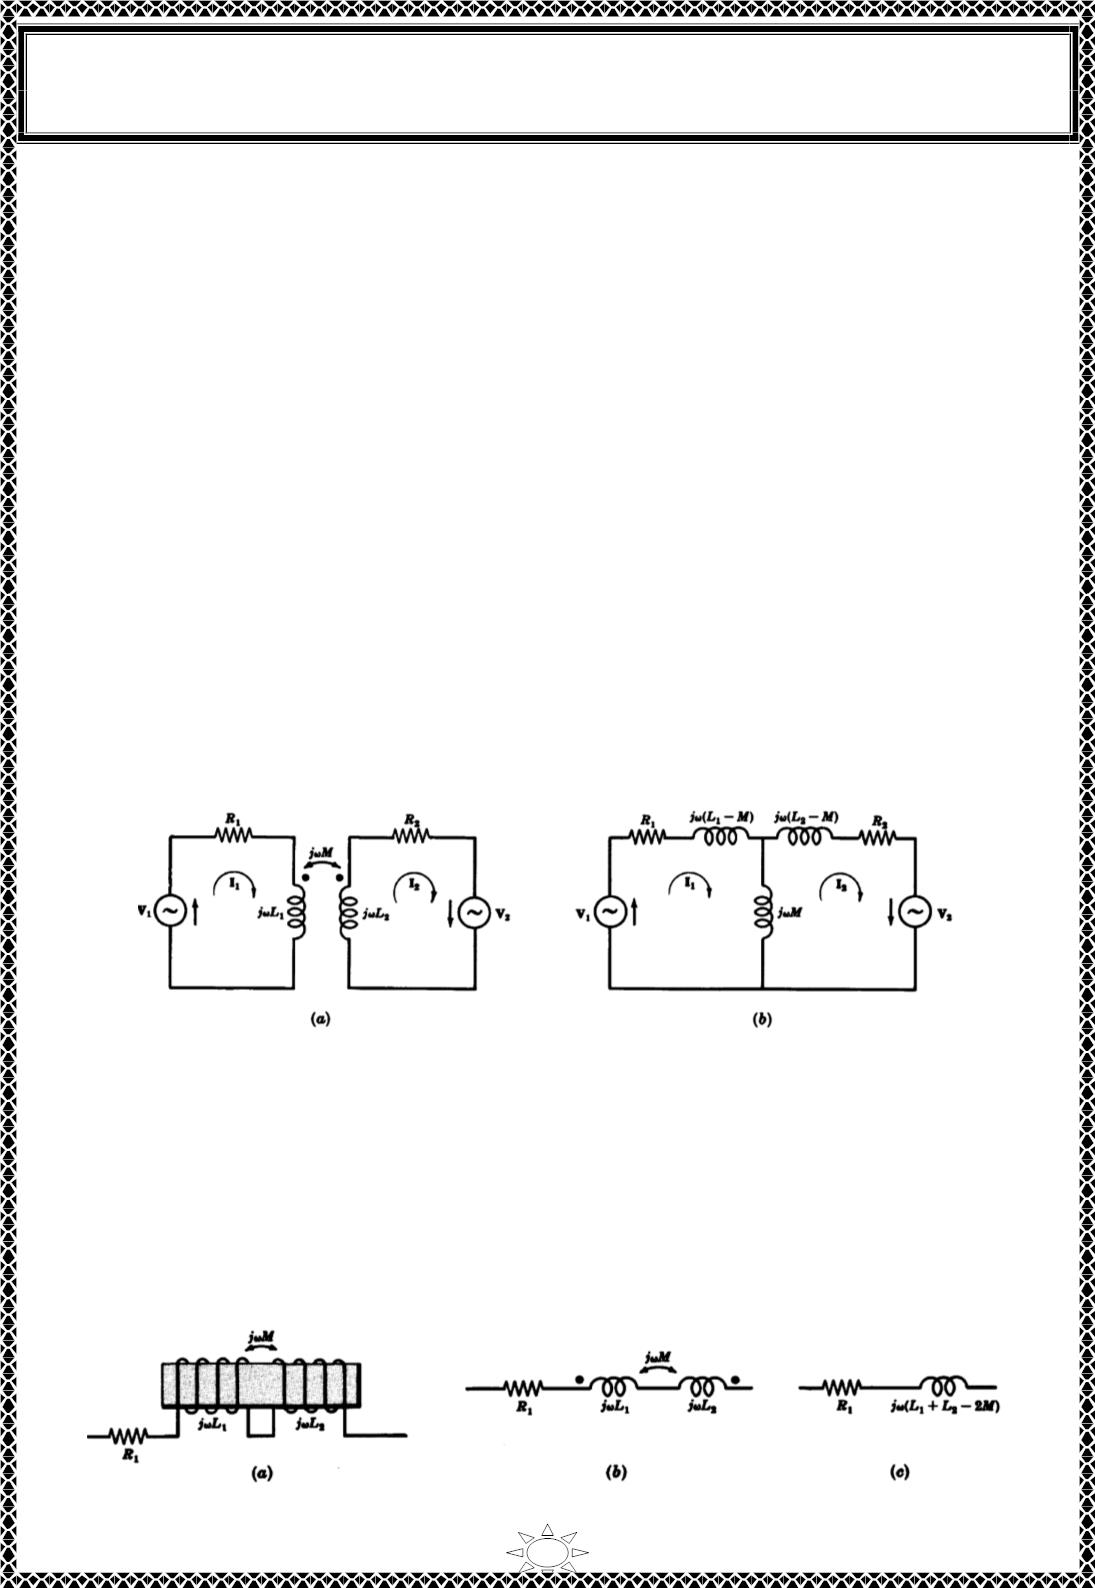 R₁ R₂
jωM
I₁ I₂
V₁ jωL₁ jωL₂ V₂
(a)
R₁ jω(L₁ − M) jω(L₂ − M) R₂
I₁ I₂
V₁ jωM V₂
(b)
jωM
jωL₁ jωL₂
R₁
(a)
jωM
R₁ jωL₁ jωL₂
(b)
R₁ jω(L₁ + L₂ − 2M)
(c)